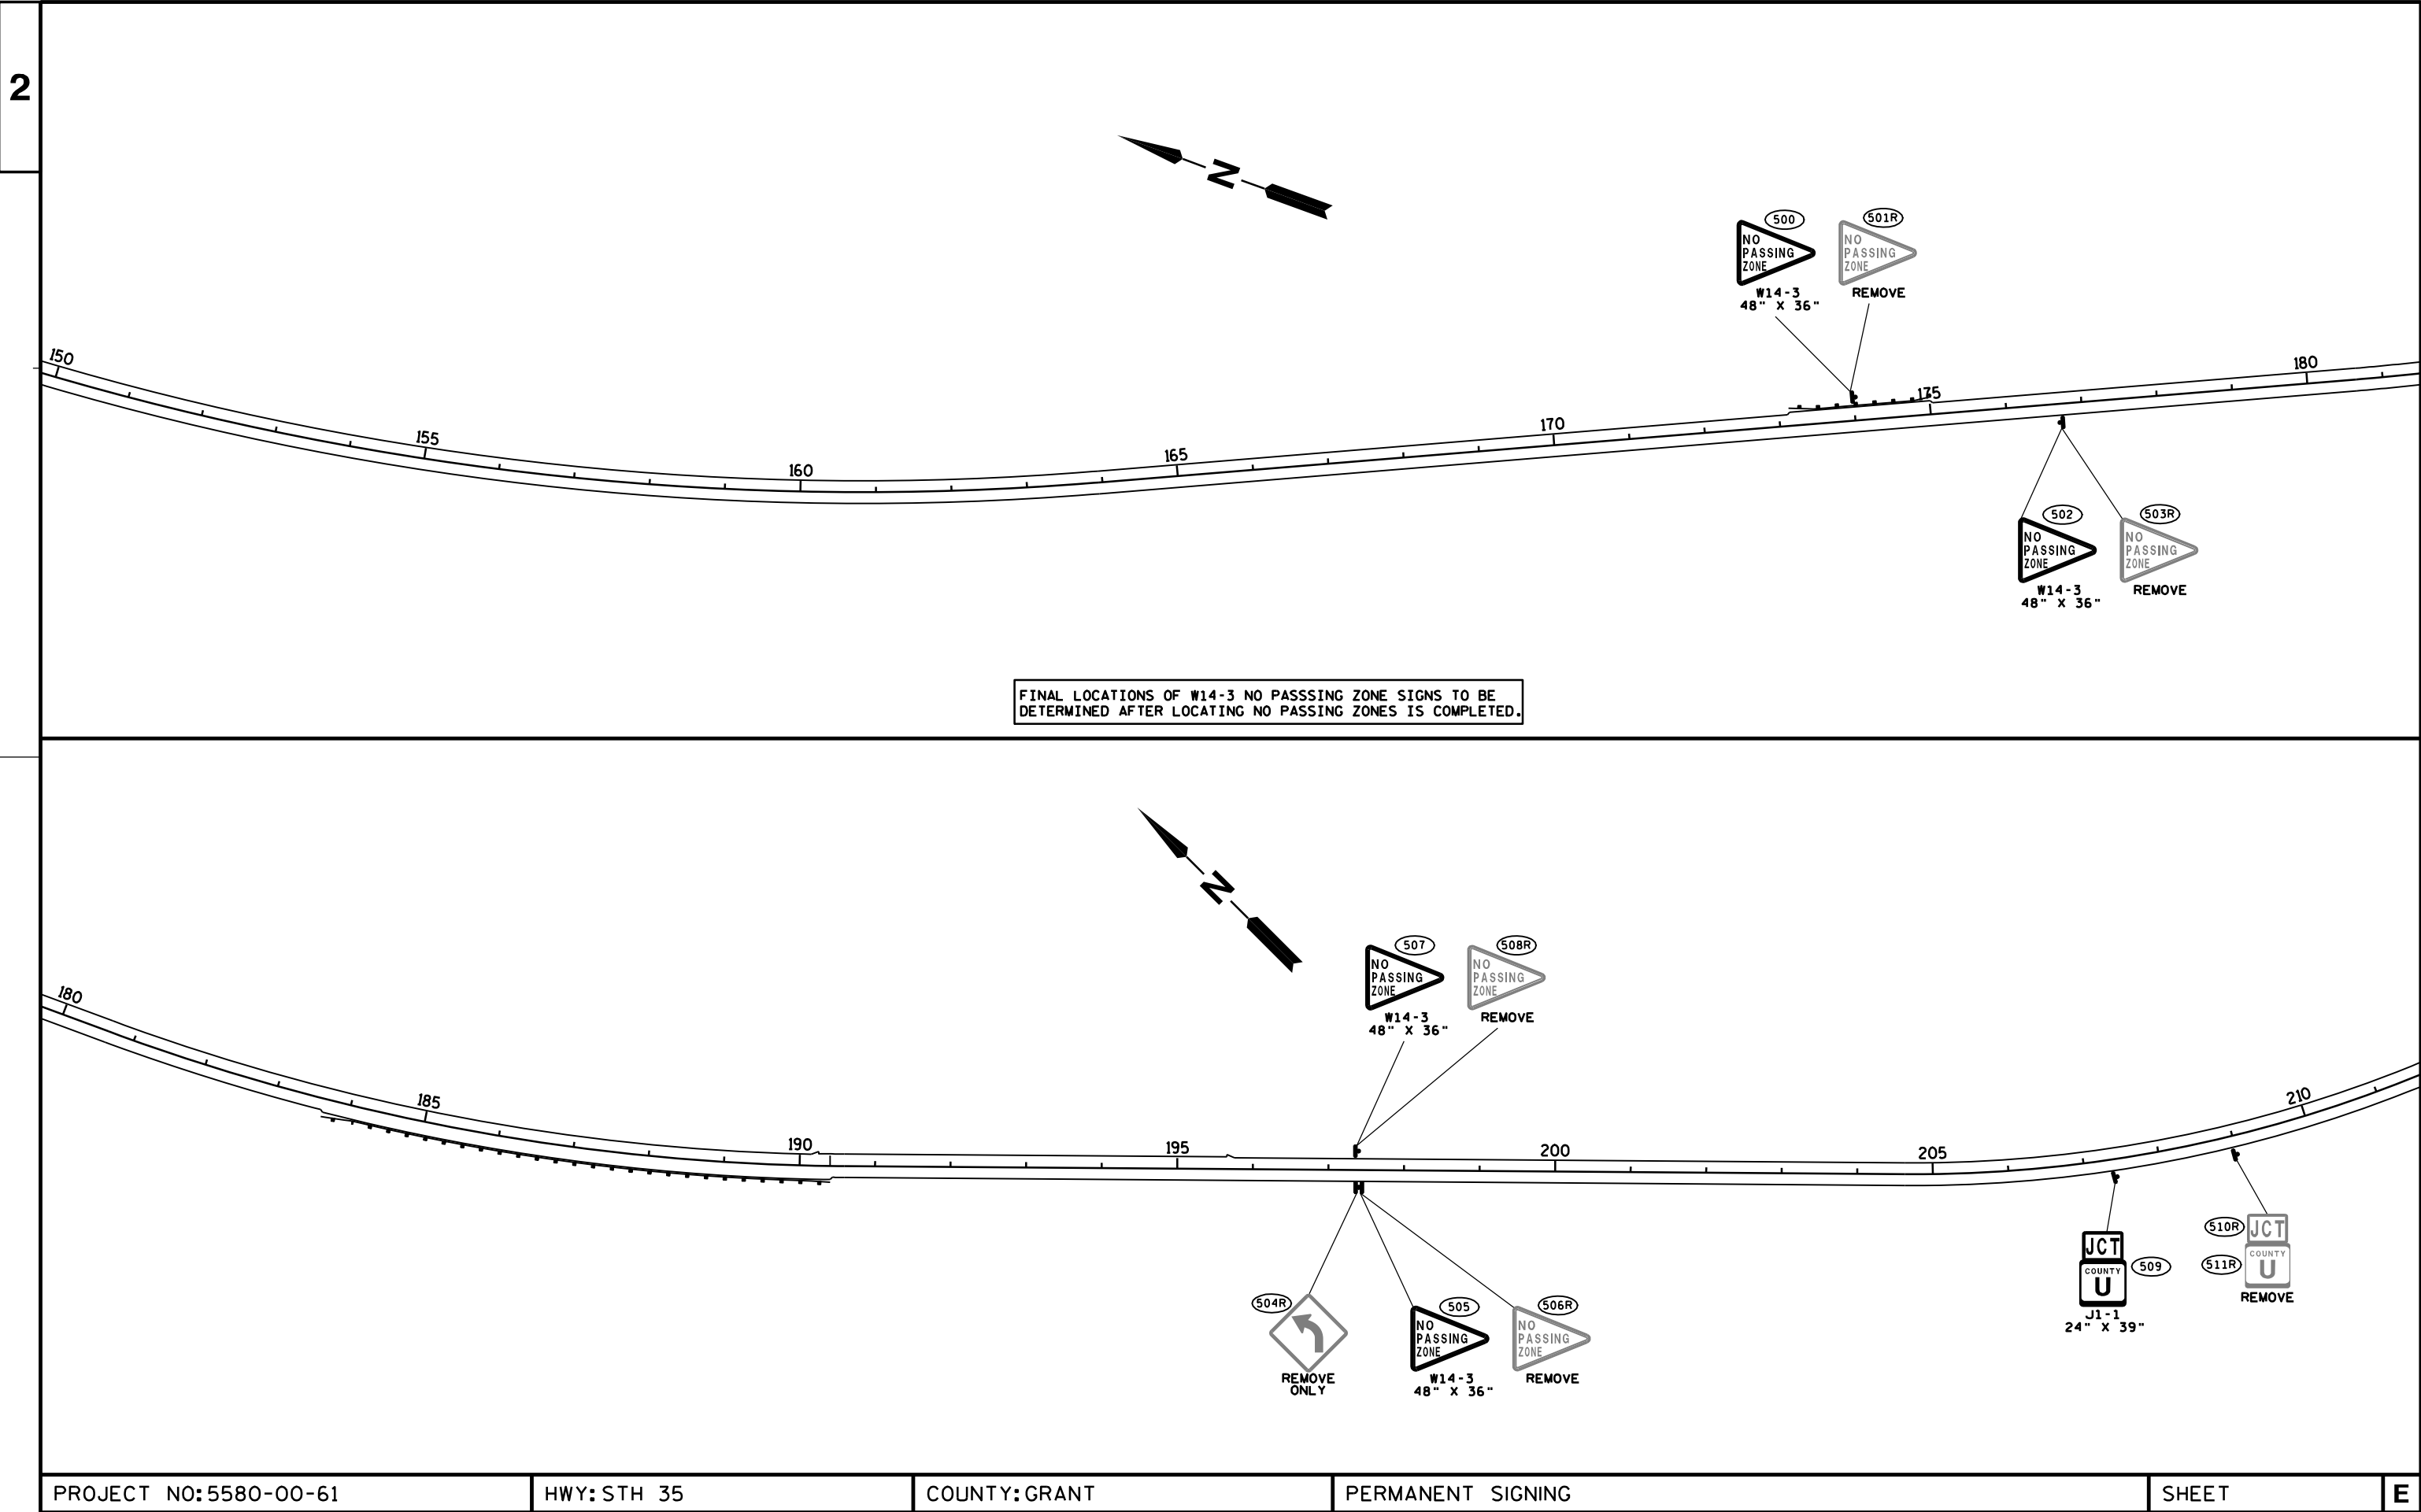 2
N
500
NO
PASSING
ZONE
W14-3
48" X 36"
501R
NO
PASSING
ZONE
REMOVE
150
155
160
165
170
175
180
502
NO
PASSING
ZONE
W14-3
48" X 36"
503R
NO
PASSING
ZONE
REMOVE
FINAL LOCATIONS OF W14-3 NO PASSSING ZONE SIGNS TO BE
DETERMINED AFTER LOCATING NO PASSING ZONES IS COMPLETED.
N
507
NO
PASSING
ZONE
W14-3
48" X 36"
508R
NO
PASSING
ZONE
REMOVE
180
185
190
195
200
205
210
504R
REMOVE
ONLY
505
NO
PASSING
ZONE
W14-3
48" X 36"
506R
NO
PASSING
ZONE
REMOVE
JCT
COUNTY
U
509
J1-1
24" X 39"
510R
JCT
511R
COUNTY
U
REMOVE
PROJECT NO:5580-00-61
HWY:STH 35
COUNTY:GRANT
PERMANENT SIGNING
SHEET
E